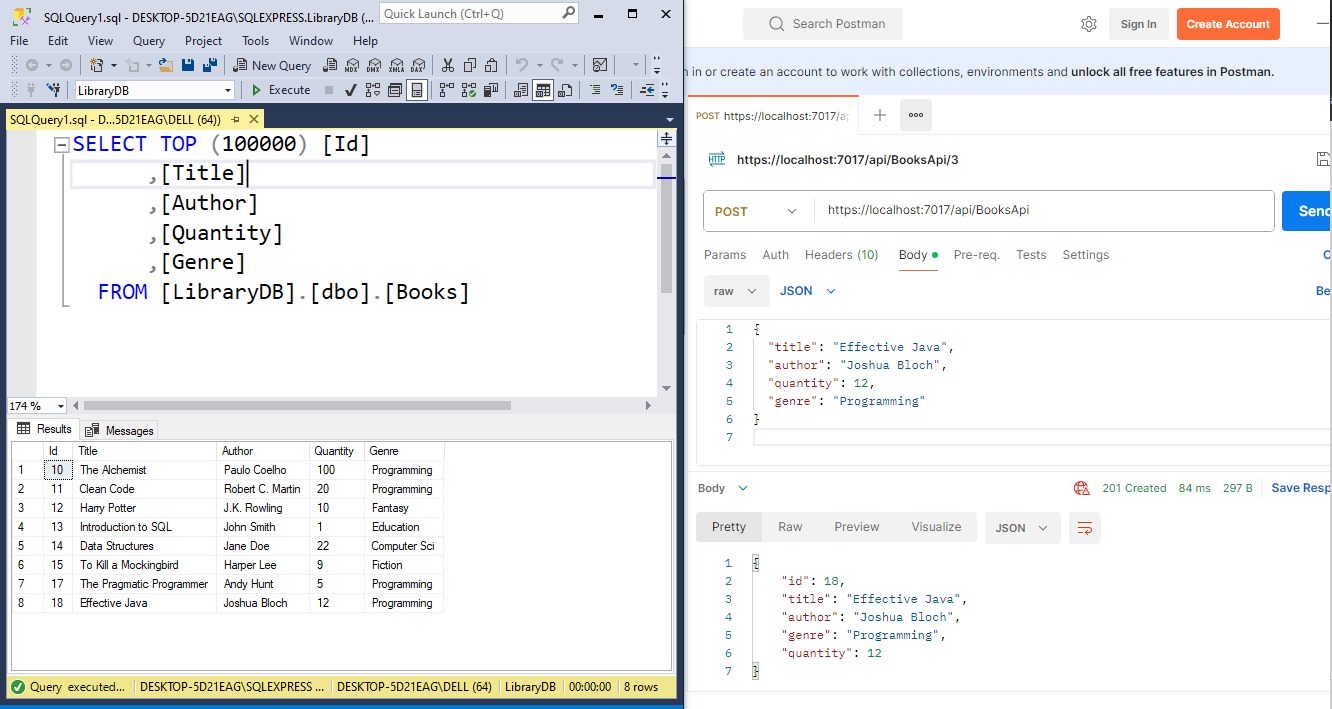 SQLQuery1.sql - DESKTOP-5D21EAG\SQLEXPRESS.LibraryDB (...
Quick Launch (Ctrl+Q)
File Edit View Query Project Tools Window Help
New Query MDX DMX XMLA DAX
LibraryDB Execute
SQLQuery1.sql - D...5D21EAG\DELL (64))
SELECT TOP (100000) [Id]
,[Title]
,[Author]
,[Quantity]
,[Genre]
FROM [LibraryDB].[dbo].[Books]
174 %
Results Messages
Id Title Author Quantity Genre
1 10 The Alchemist Paulo Coelho 100 Programming
2 11 Clean Code Robert C. Martin 20 Programming
3 12 Harry Potter J.K. Rowling 10 Fantasy
4 13 Introduction to SQL John Smith 1 Education
5 14 Data Structures Jane Doe 22 Computer Sci
6 15 To Kill a Mockingbird Harper Lee 9 Fiction
7 17 The Pragmatic Programmer Andy Hunt 5 Programming
8 18 Effective Java Joshua Bloch 12 Programming
Query executed... DESKTOP-5D21EAG\SQLEXPRESS ... DESKTOP-5D21EAG\DELL (64) LibraryDB 00:00:00 8 rows
Search Postman Sign In Create Account
n in or create an account to work with collections, environments and unlock all free features in Postman.
POST https://localhost:7017/a
HTTP https://localhost:7017/api/BooksApi/3
POST https://localhost:7017/api/BooksApi Send
Params Auth Headers (10) Body Pre-req. Tests Settings C
raw JSON Be
1 {
2 "title": "Effective Java",
3 "author": "Joshua Bloch",
4 "quantity": 12,
5 "genre": "Programming"
6 }
7
Body 201 Created 84 ms 297 B Save Resp
Pretty Raw Preview Visualize JSON
1 {
2 "id": 18,
3 "title": "Effective Java",
4 "author": "Joshua Bloch",
5 "genre": "Programming",
6 "quantity": 12
7 }